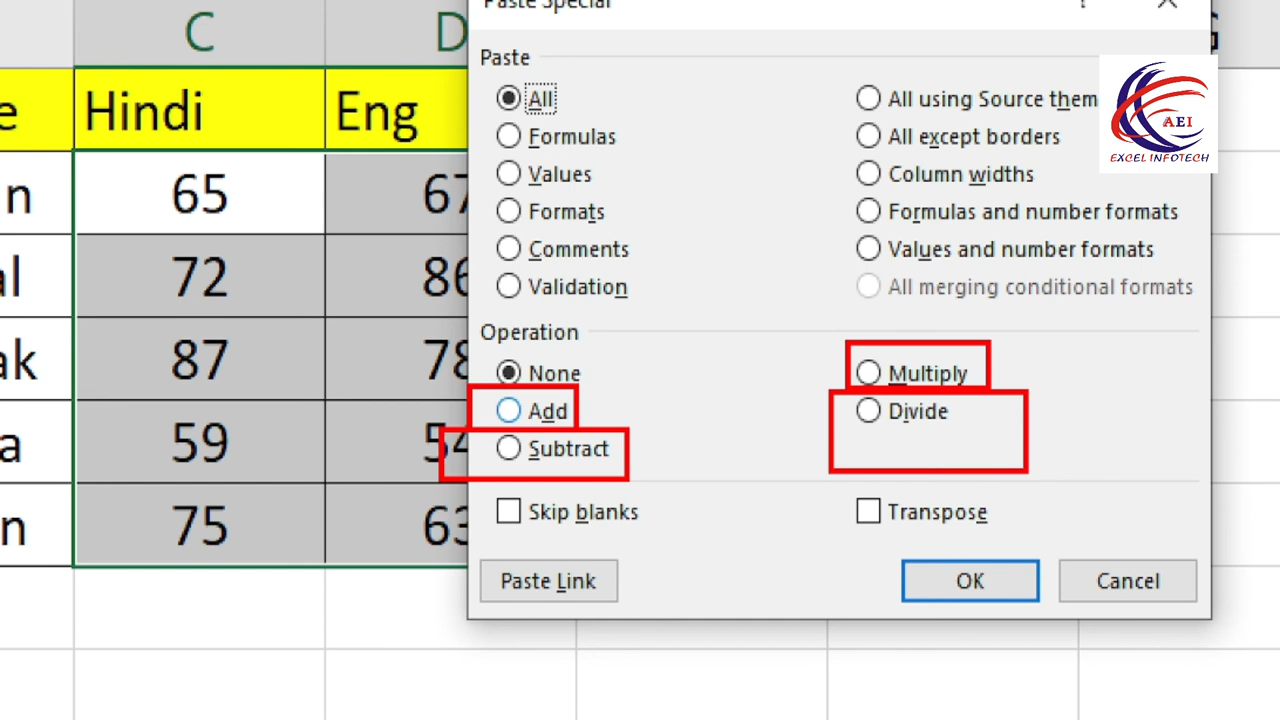 C
D
G
Paste Special
?
Paste
e
Hindi
Eng
All
All using Source them
AEI
EXCEL INFOTECH
Formulas
All except borders
n
65
67
Values
Column widths
Formats
Formulas and number formats
al
72
86
Comments
Values and number formats
Validation
All merging conditional formats
Operation
ak
87
78
None
Multiply
Add
Divide
a
59
54
Subtract
Skip blanks
Transpose
n
75
63
Paste Link
OK
Cancel